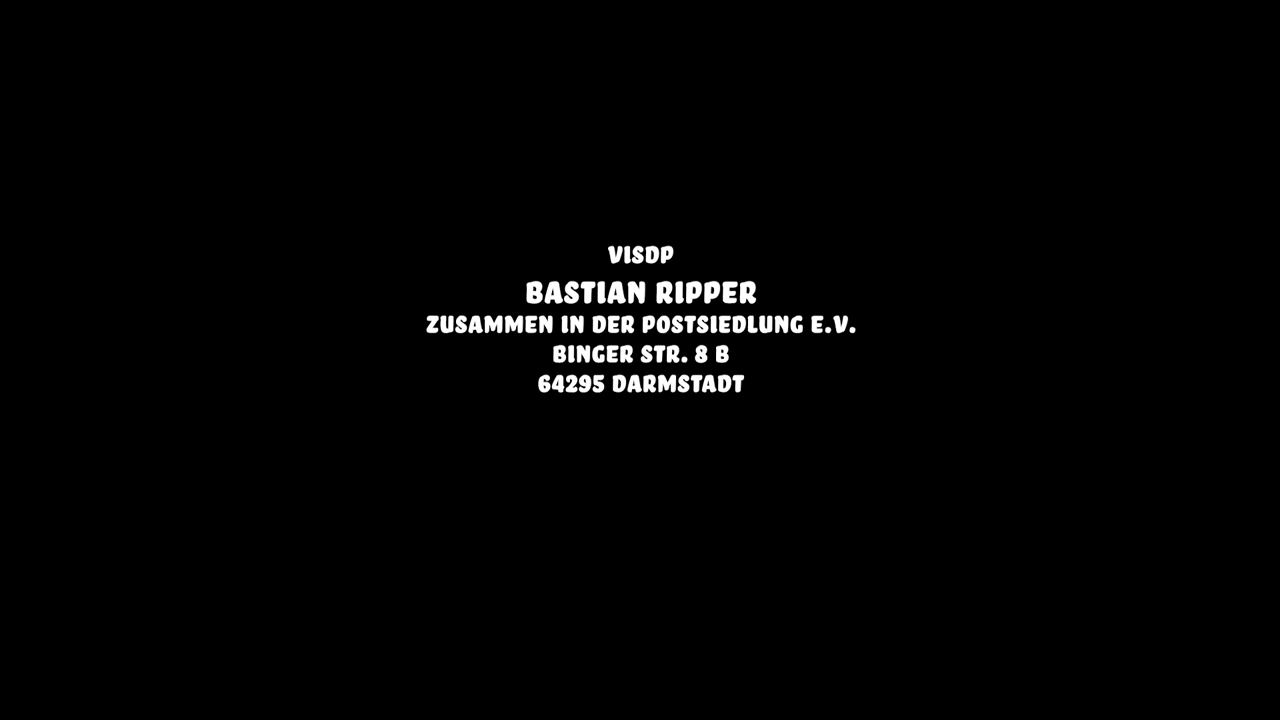 VISDP
BASTIAN RIPPER
ZUSAMMEN IN DER POSTSIEDLUNG E.V.
BINGER STR. 8 B
64295 DARMSTADT